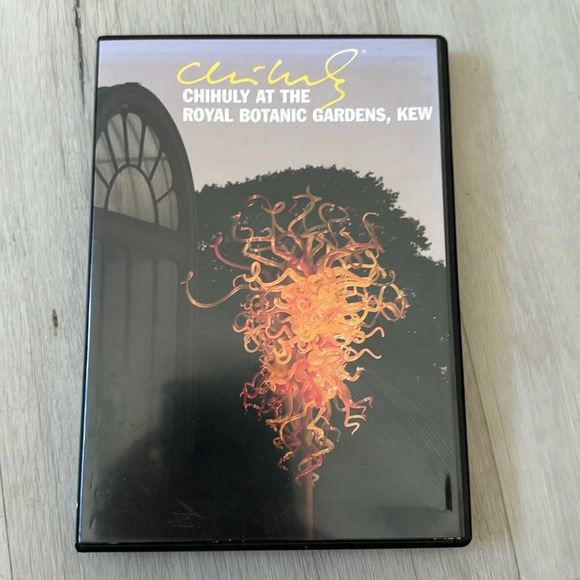 Chihuly
CHIHULY AT THE
ROYAL BOTANIC GARDENS, KEW